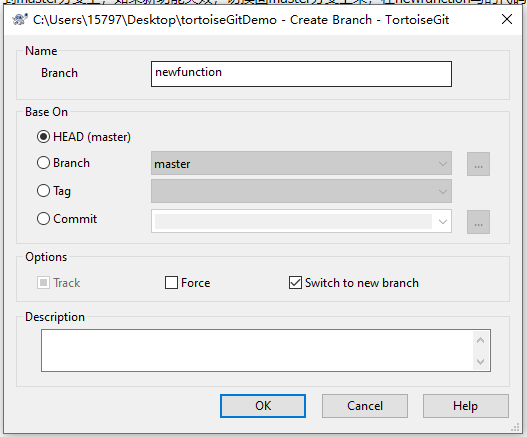 C:\Users\15797\Desktop\tortoiseGitDemo - Create Branch - TortoiseGit
Name
Branch newfunction
Base On
HEAD (master)
Branch master ...
Tag
Commit ...
Options
Track Force Switch to new branch
Description
OK Cancel Help